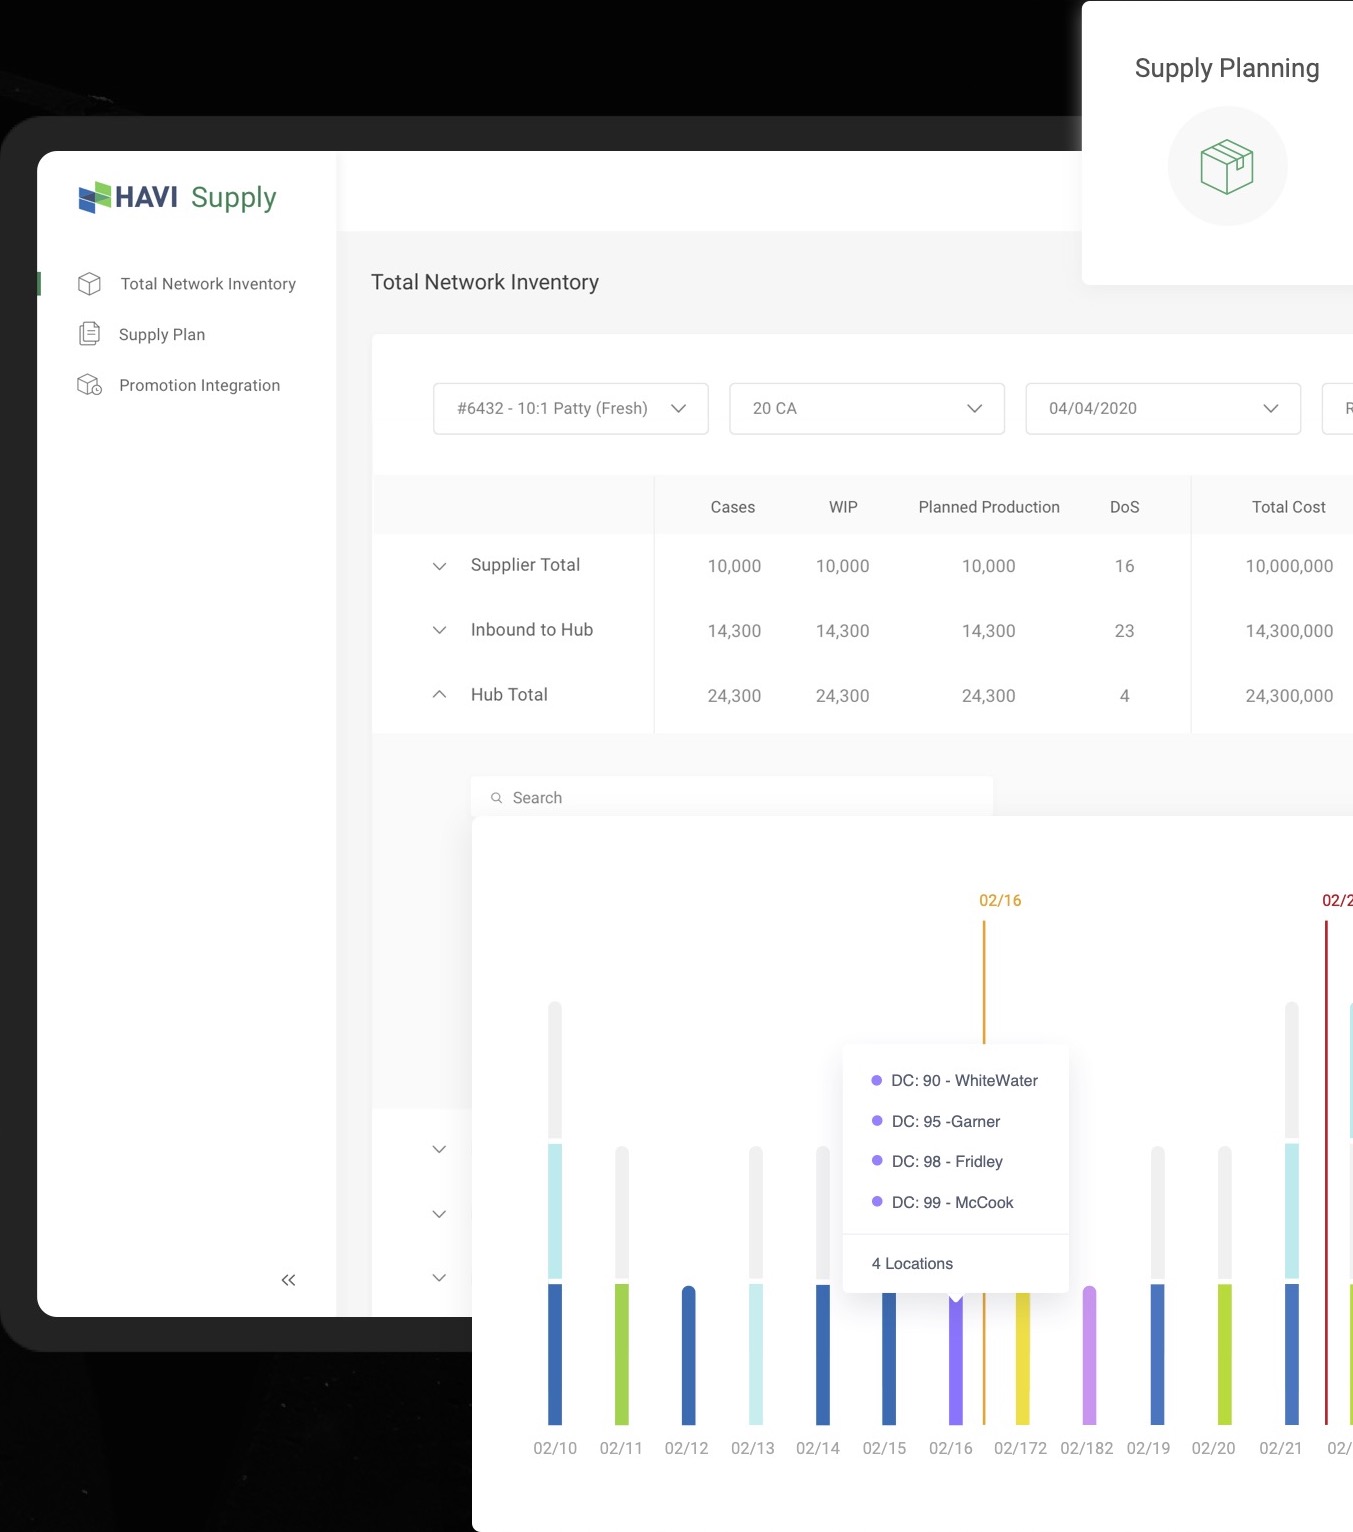 Supply Planning
HAVI Supply
Total Network Inventory
Supply Plan
Promotion Integration
Total Network Inventory
#6432 - 10:1 Patty (Fresh)
20 CA
04/04/2020
Cases WIP Planned Production DoS Total Cost
Supplier Total 10,000 10,000 10,000 16 10,000,000
Inbound to Hub 14,300 14,300 14,300 23 14,300,000
Hub Total 24,300 24,300 24,300 4 24,300,000
Search
02/16
DC: 90 - WhiteWater
DC: 95 -Garner
DC: 98 - Fridley
DC: 99 - McCook
4 Locations
02/10 02/11 02/12 02/13 02/14 02/15 02/16 02/172 02/182 02/19 02/20 02/21